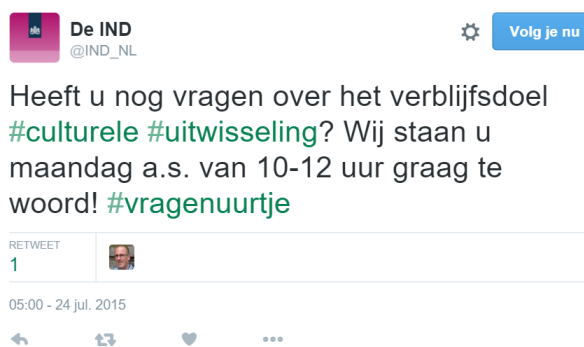 De IND
@IND_NL
Volg je nu
Heeft u nog vragen over het verblijfsdoel
#culturele #uitwisseling? Wij staan u
maandag a.s. van 10-12 uur graag te
woord! #vragenuurtje
RETWEET
1
05:00 - 24 jul. 2015